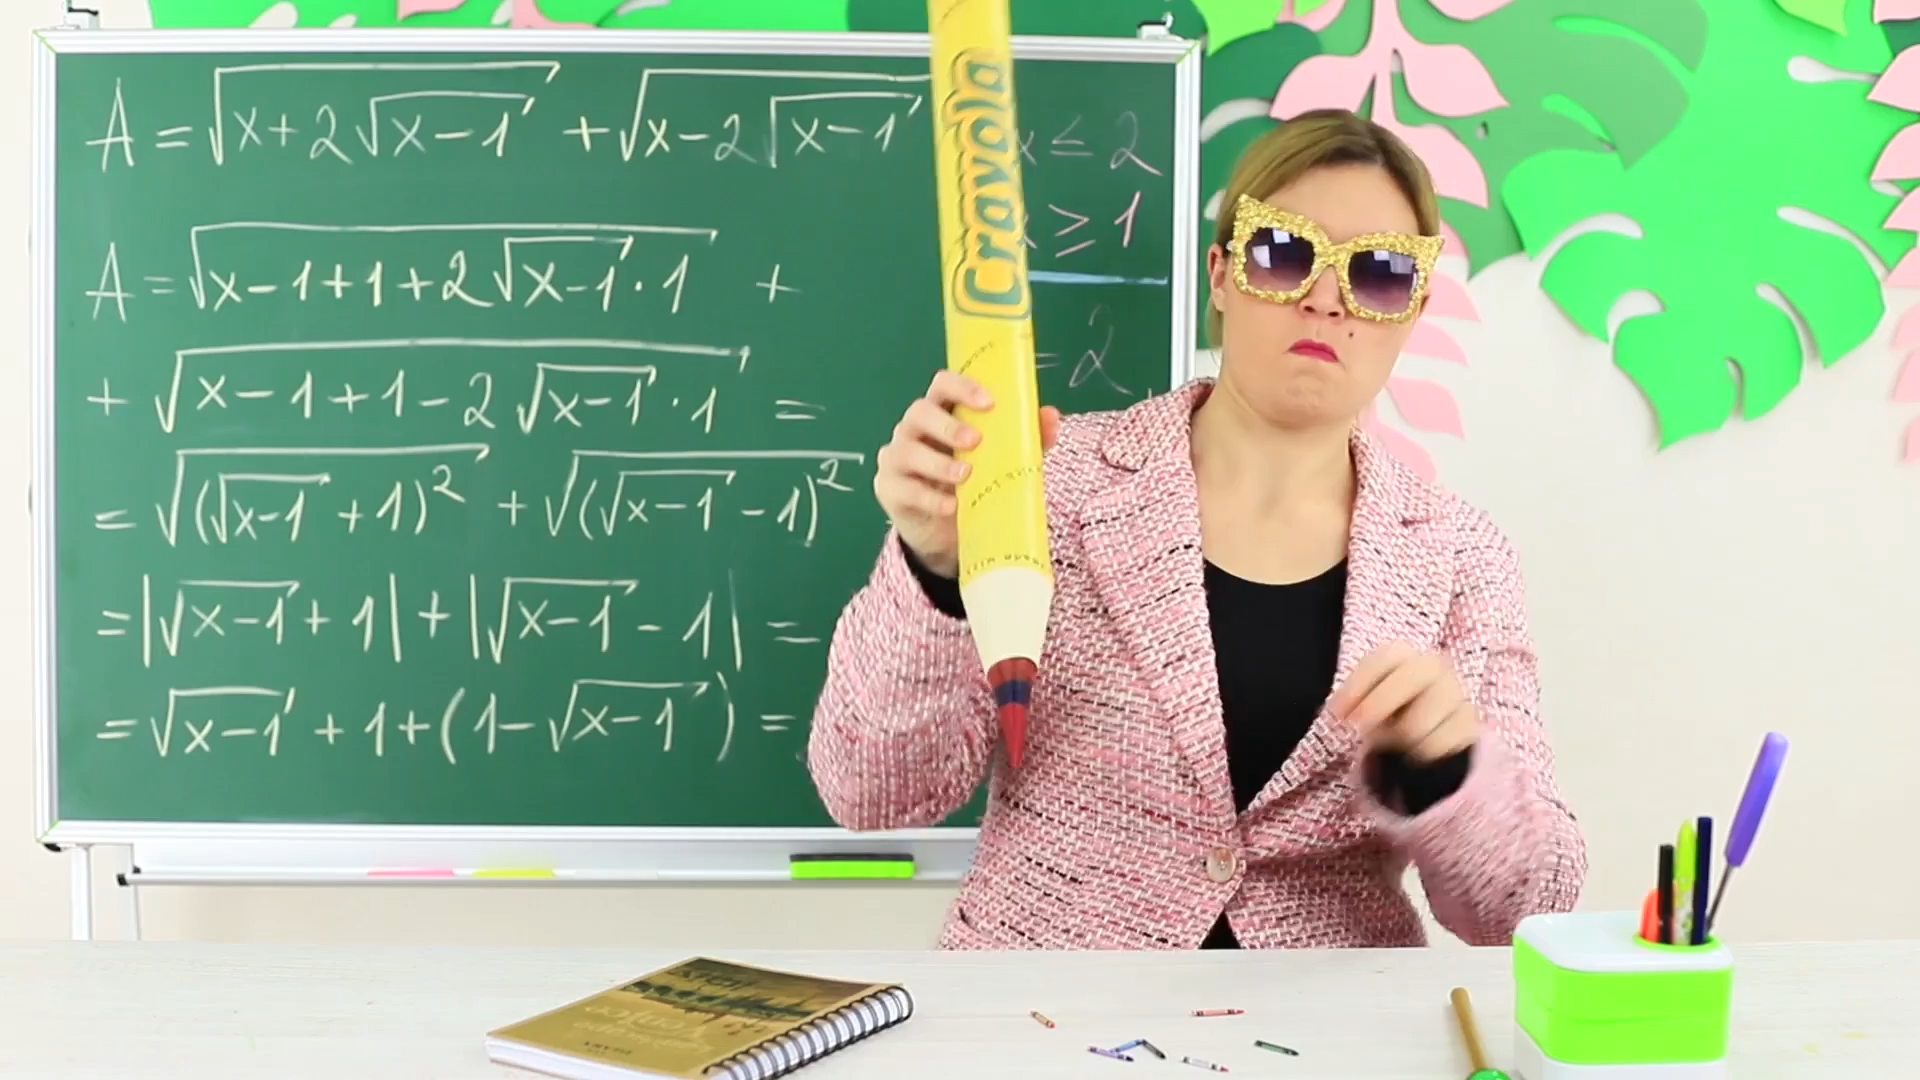 A = √(x+2√(x-1)) + √(x-2√(x-1))
x ≤ 2
x ≥ 1
A = √(x-1+1+2√(x-1)·1) +
= 2
+ √(x-1+1-2√(x-1)·1) =
= √((√(x-1)+1)²) + √((√(x-1)-1)²)
= |√(x-1)+1| + |√(x-1)-1| =
= √(x-1) + 1+(1-√(x-1)) =
Crayola